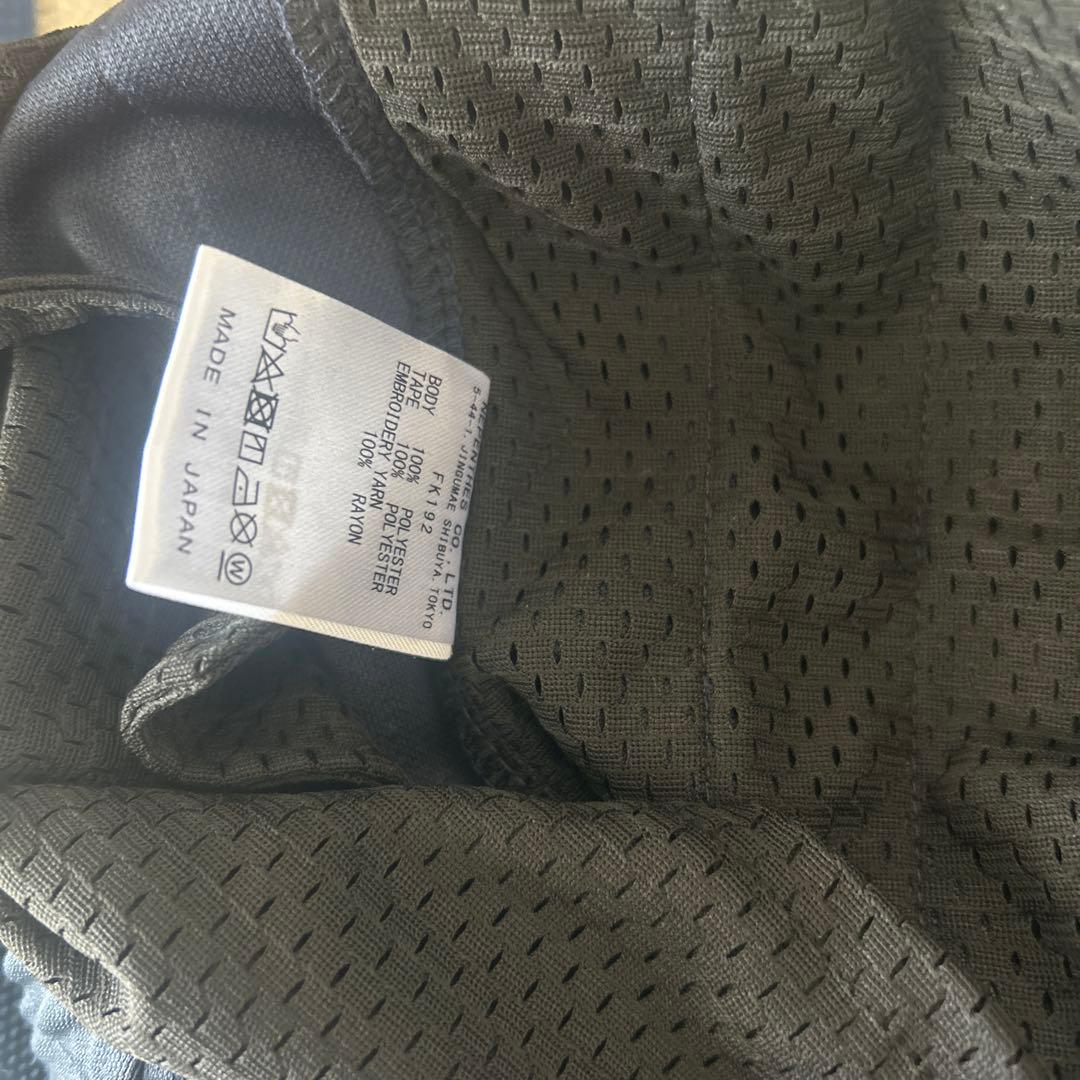 NEPENTHES CO., LTD.
5-44-1, JINGUMAE SHIBUYA, TOKYO
FK192
BODY 100% POLYESTER
TAPE 100% POLYESTER
EMBROIDERY YARN
100% RAYON
W
MADE IN JAPAN